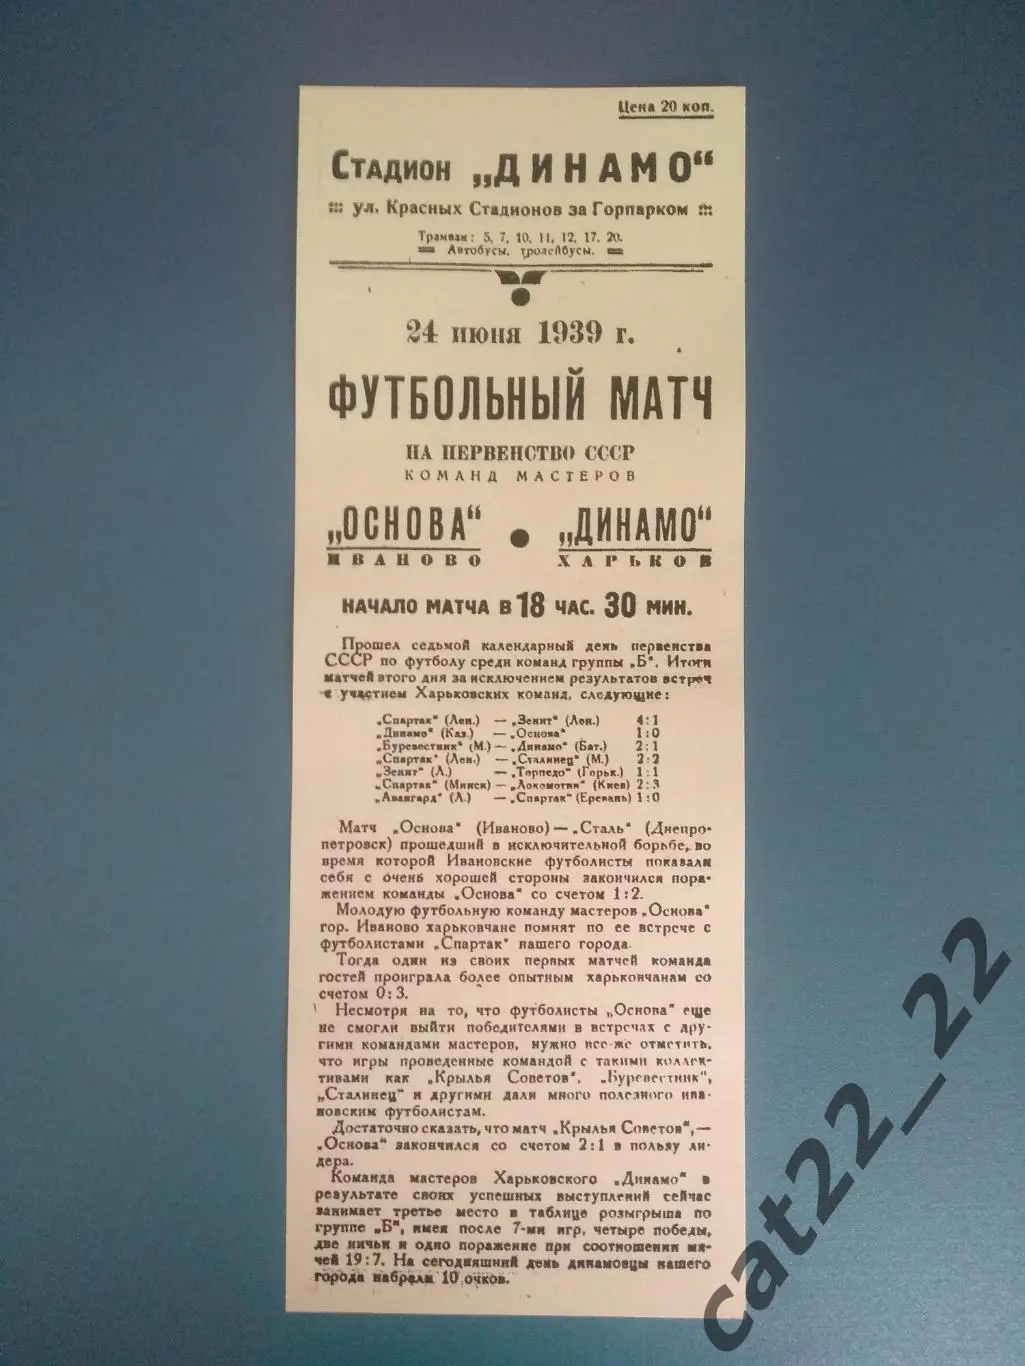 Цена 20 коп.
Стадион „ДИНАМО“
ул. Красных Стадионов за Горпарком
Трамваи: 5, 7, 10, 11, 12, 17, 20.
Автобусы, тролейбусы.
24 июня 1939 г.
ФУТБОЛЬНЫЙ МАТЧ
НА ПЕРВЕНСТВО СССР
КОМАНД МАСТЕРОВ
„ОСНОВА“ • „ДИНАМО“
ИВАНОВО ХАРЬКОВ
НАЧАЛО МАТЧА В 18 ЧАС. 30 МИН.
Прошел седьмой календарный день первенства
СССР по футболу среди команд группы „Б“. Итоги
матчей этого дня за исключением результатов встреч
с участием Харьковских команд, следующие:
„Спартак“ (Лен.) — „Зенит“ (Лен.) 4:1
„Динамо“ (Каз.) — „Основа“ 1:0
„Буревестник“ (М.) — „Динамо“ (Бат.) 2:1
„Спартак“ (Лен.) — „Сталинец“ (М.) 2:2
„Зенит“ (Л.) — „Торпедо“ (Горьк.) 1:1
„Спартак“ (Минск) — „Локомотив“ (Киев) 2:3
„Авангард“ (Л.) — „Спартак“ (Еревань) 1:0
Матч „Основа“ (Иваново) — „Сталь“ (Днепро-
петровск) прошедший в исключительной борьбе, во
время которой Ивановские футболисты показали
себя с очень хорошей стороны закончился пора-
жением команды „Основа“ со счетом 1:2.
Молодую футбольную команду мастеров „Основа“
гор. Иваново харьковчане помнят по ее встрече с
футболистами „Спартак“ нашего города.
Тогда один из своих первых матчей команда
гостей проиграла более опытным харьковчанам со
счетом 0:3.
Несмотря на то, что футболисты „Основа“ еще
не смогли выйти победителями в встречах с дру-
гими командами мастеров, нужно все-же отметить,
что игры проведенные командой с такими коллек-
тивами как „Крылья Советов“, „Буревестник“,
„Сталинец“ и другими дали много полезного ива-
новским футболистам.
Достаточно сказать, что матч „Крылья Советов“,—
„Основа“ закончился со счетом 2:1 в пользу ли-
дера.
Команда мастеров Харьковского „Динамо“ в
результате своих успешных выступлений сейчас
занимает третье место в таблице розыгрыша по
группе „Б“, имея после 7-ми игр, четыре победы,
две ничьи и одно поражение при соотношении мя-
чей 19:7. На сегодняшний день динамовцы нашего
города набрали 10 очков.
cat22_22